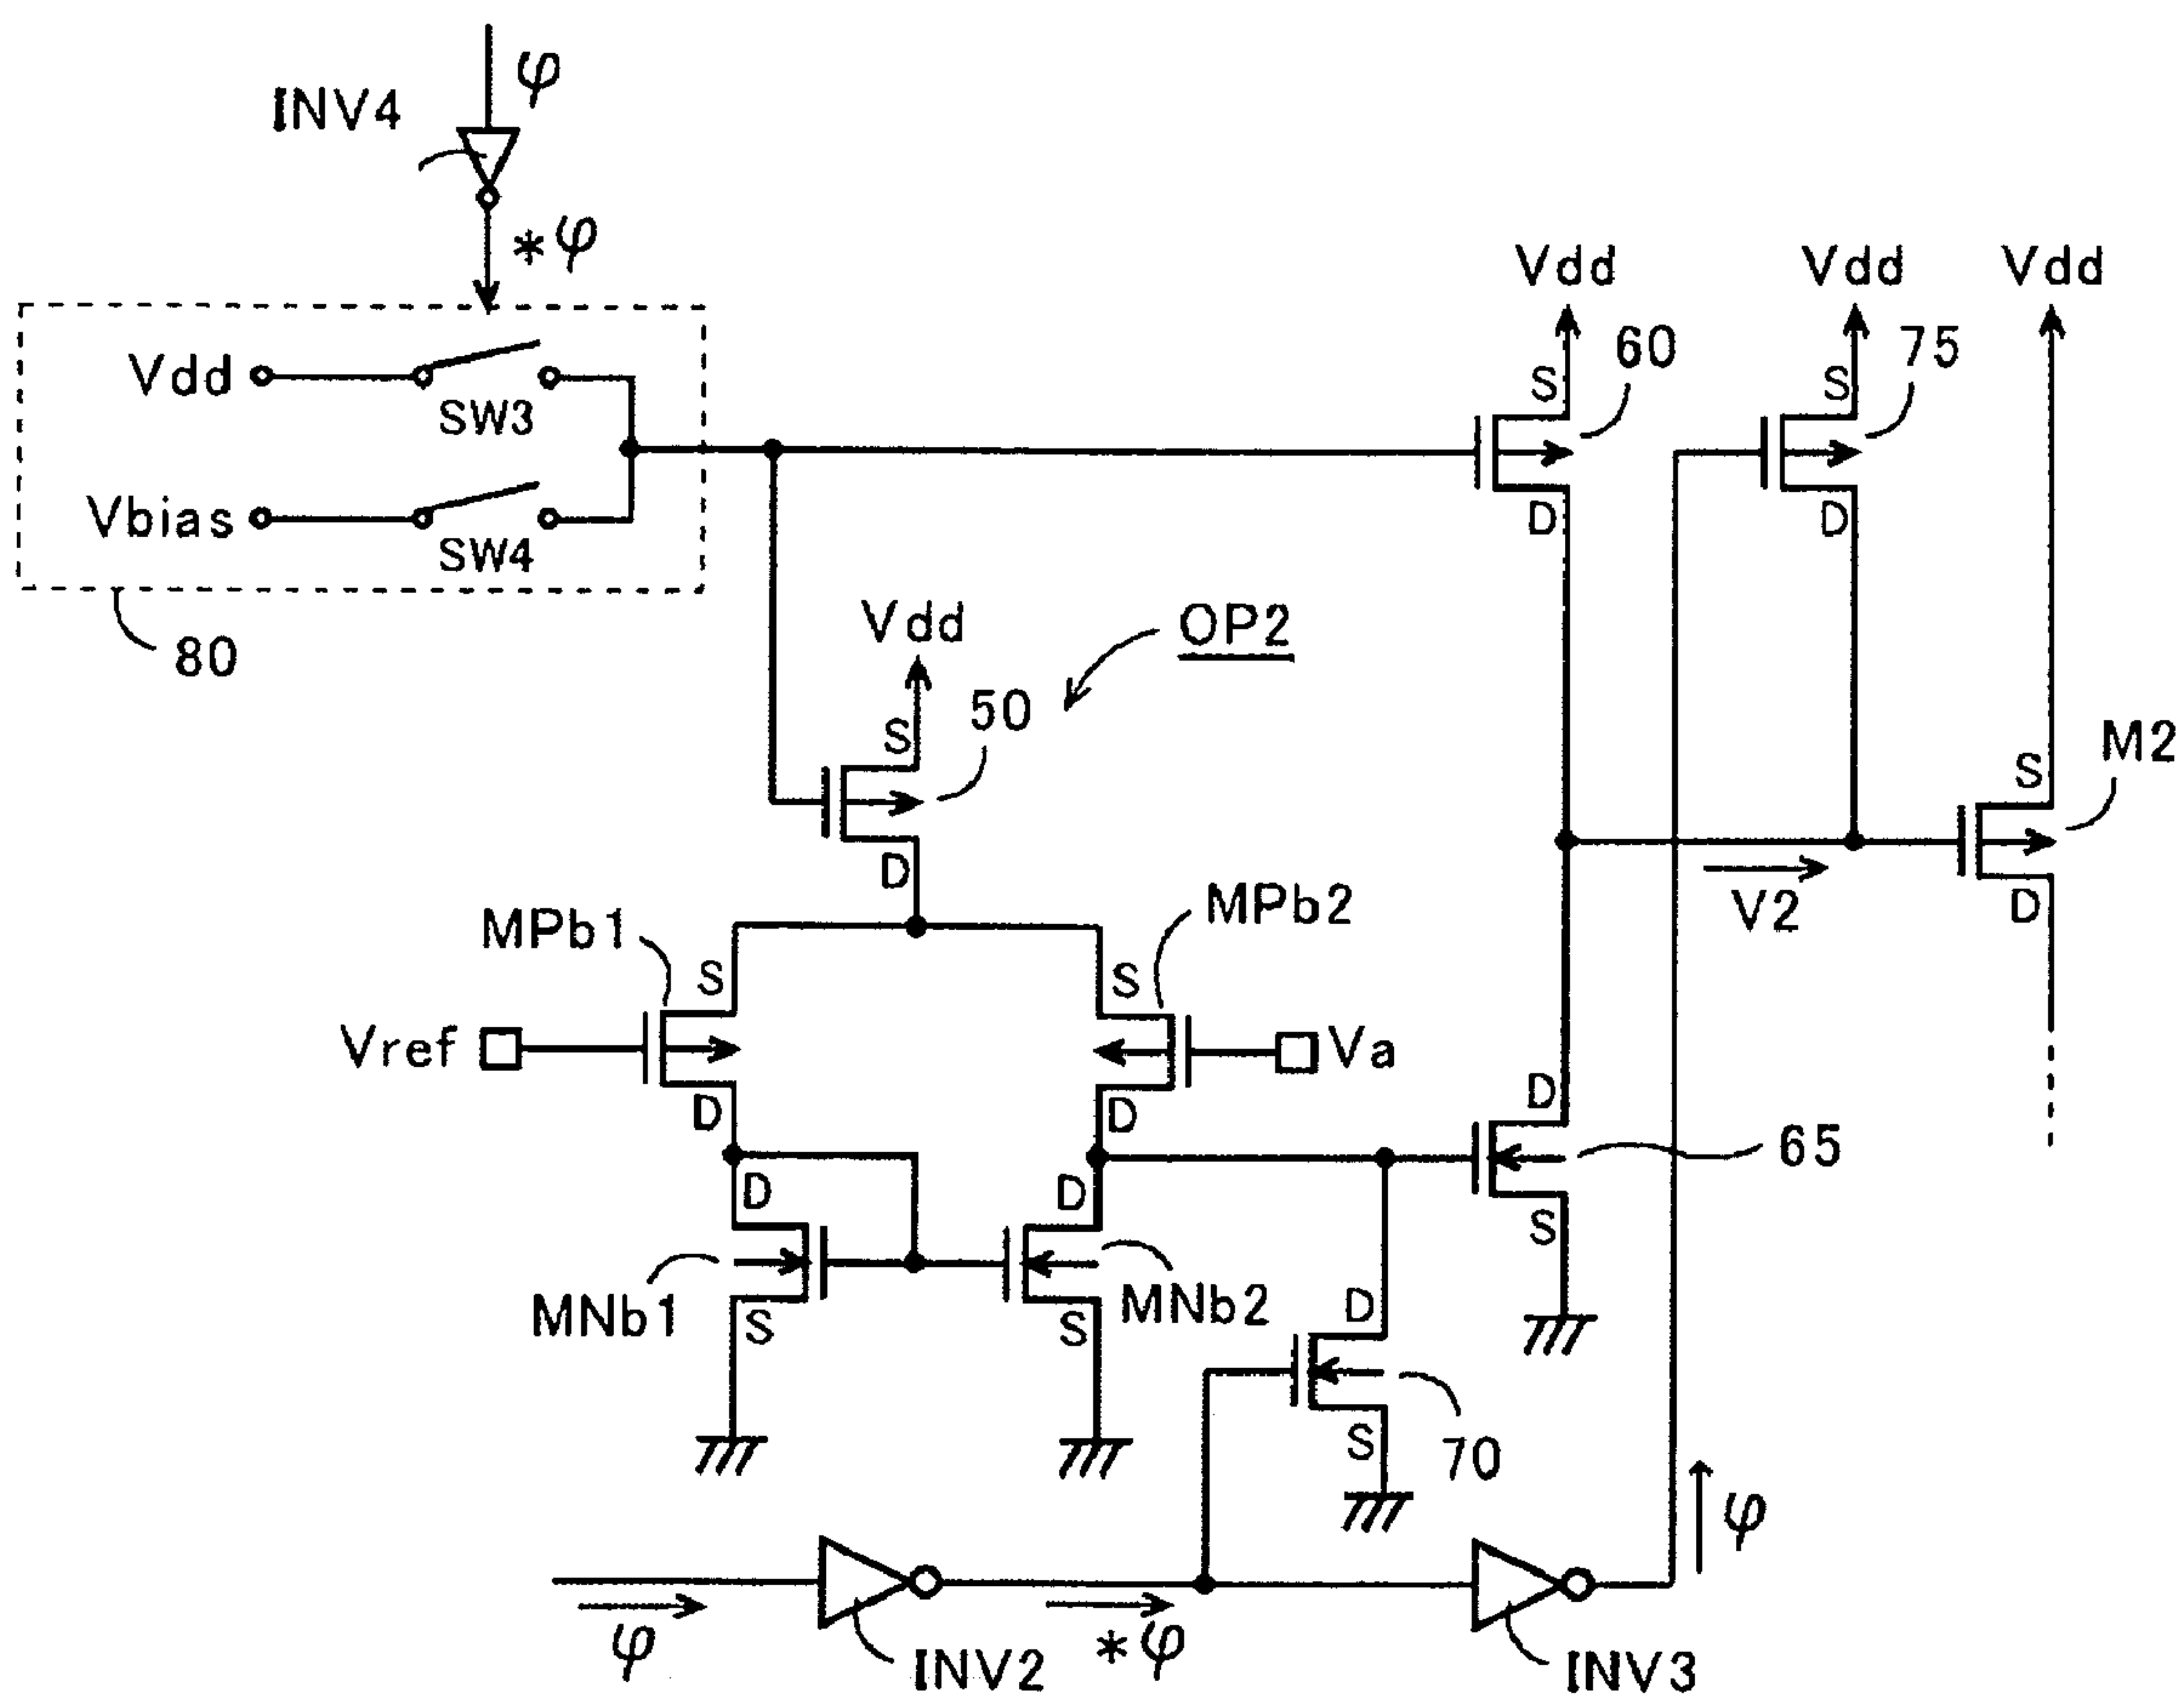 φ
INV4
*φ
Vdd Vdd Vdd
60 75
Vdd
S S
SW3
Vbias
D D
SW4
Vdd OP2
80
50
S
M2
S
D
MPb1 MPb2 V2 D
S S
Vref Va
D D D
65
D D
S
MNb1 MNb2 D
S S
S 70
φ
φ INV2 *φ INV3